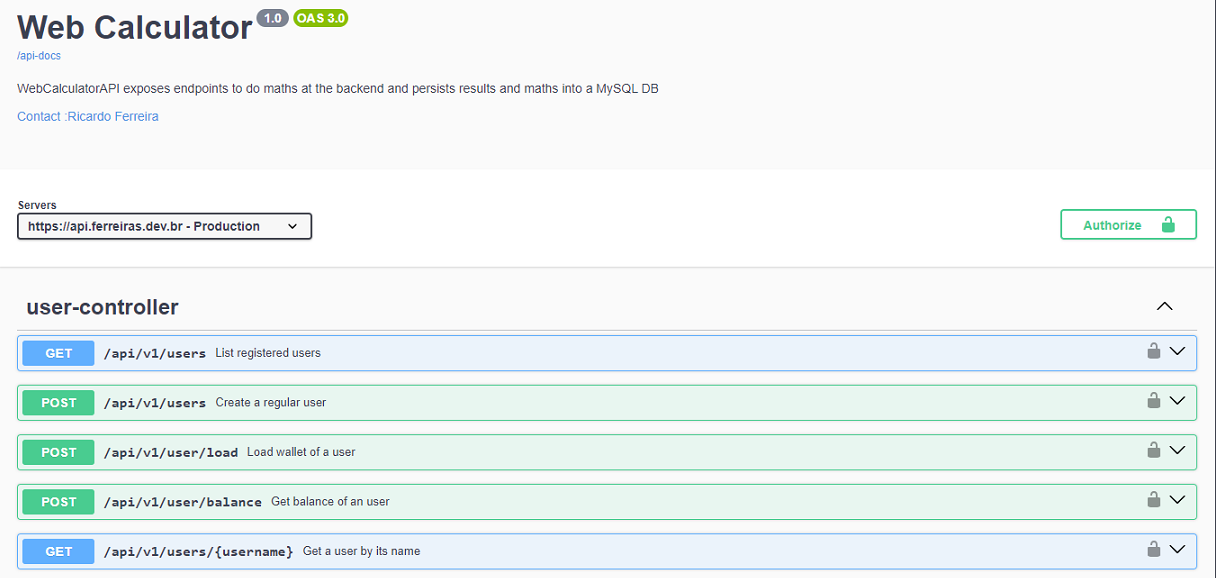 Web Calculator 1.0 OAS 3.0
/api-docs
WebCalculatorAPI exposes endpoints to do maths at the backend and persists results and maths into a MySQL DB
Contact :Ricardo Ferreira
Servers
https://api.ferreiras.dev.br - Production
Authorize
user-controller
GET /api/v1/users List registered users
POST /api/v1/users Create a regular user
POST /api/v1/user/load Load wallet of a user
POST /api/v1/user/balance Get balance of an user
GET /api/v1/users/{username} Get a user by its name